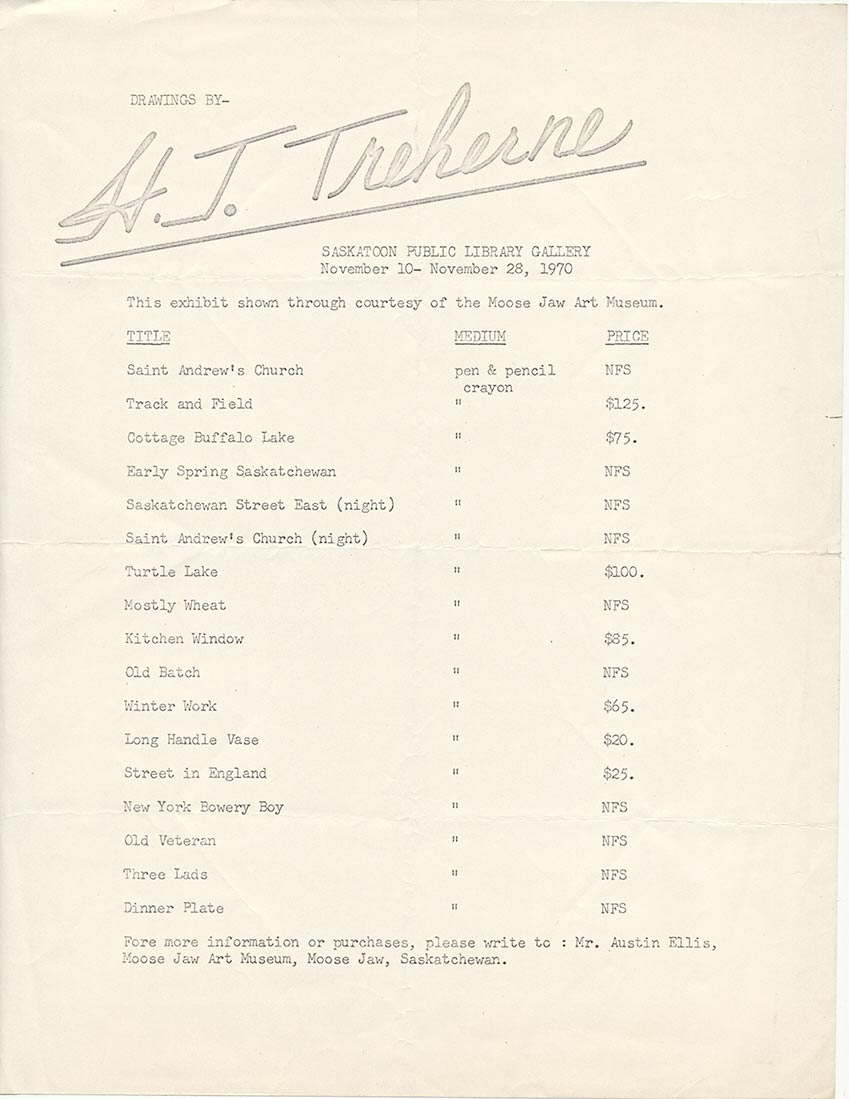 DRAWINGS BY-
H. J. Treherne
SASKATOON PUBLIC LIBRARY GALLERY
November 10- November 28, 1970
This exhibit shown through courtesy of the Moose Jaw Art Museum.
TITLE MEDIUM PRICE
Saint Andrew's Church pen & pencil NFS
crayon
Track and Field " $125.
Cottage Buffalo Lake " $75.
Early Spring Saskatchewan " NFS
Saskatchewan Street East (night) " NFS
Saint Andrew's Church (night) " NFS
Turtle Lake " $100.
Mostly Wheat " NFS
Kitchen Window " $85.
Old Batch " NFS
Winter Work " $65.
Long Handle Vase " $20.
Street in England " $25.
New York Bowery Boy " NFS
Old Veteran " NFS
Three Lads " NFS
Dinner Plate " NFS
Fore more information or purchases, please write to : Mr. Austin Ellis,
Moose Jaw Art Museum, Moose Jaw, Saskatchewan.